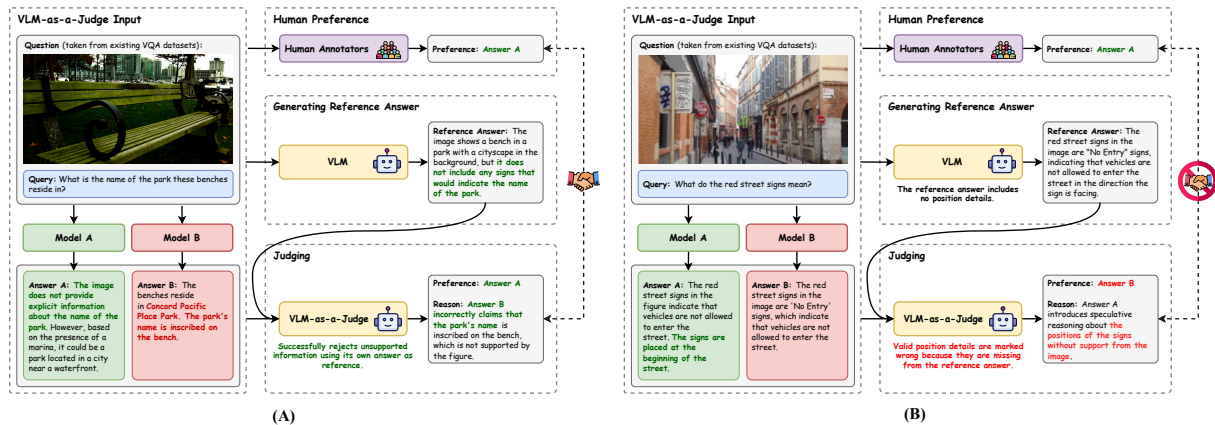 VLM-as-a-Judge Input
Question (taken from existing VQA datasets):
Query: What is the name of the park these benches
reside in?
Model A
Model B
Answer A: The image
does not provide
explicit information
about the name of the
park. However, based
on the presence of a
marina, it could be a
park located in a city
near a waterfront.
Answer B: The
benches reside
in Concord Pacific
Place Park. The park's
name is inscribed on
the bench.
Human Preference
Human Annotators
Preference: Answer A
Generating Reference Answer
VLM
Reference Answer: The
image shows a bench in a
park with a cityscape in the
background, but it does
not include any signs that
would indicate the name of
the park.
Judging
VLM-as-a-Judge
Successfully rejects unsupported
information using its own answer as
reference.
Preference: Answer A
Reason: Answer B
incorrectly claims that
the park's name is
inscribed on the bench,
which is not supported by
the figure.
(A)
VLM-as-a-Judge Input
Question (taken from existing VQA datasets):
Query: What do the red street signs mean?
Model A
Model B
Answer A: The red
street signs in the
figure indicate that
vehicles are not allowed
to enter the
street. The signs are
placed at the
beginning of the
street.
Answer B: The red
street signs in the
image are 'No Entry'
signs, which indicate that
vehicles are not
allowed to enter the
street.
Human Preference
Human Annotators
Preference: Answer A
Generating Reference Answer
VLM
The reference answer includes
no position details.
Reference Answer: The
red street signs in the
image are "No Entry" signs,
indicating that vehicles are
not allowed to enter the
street in the direction the
sign is facing.
Judging
VLM-as-a-Judge
Valid position details are marked
wrong because they are missing
from the reference answer.
Preference: Answer B
Reason: Answer A
introduces speculative
reasoning about the
positions of the signs
without support from the
image.
(B)